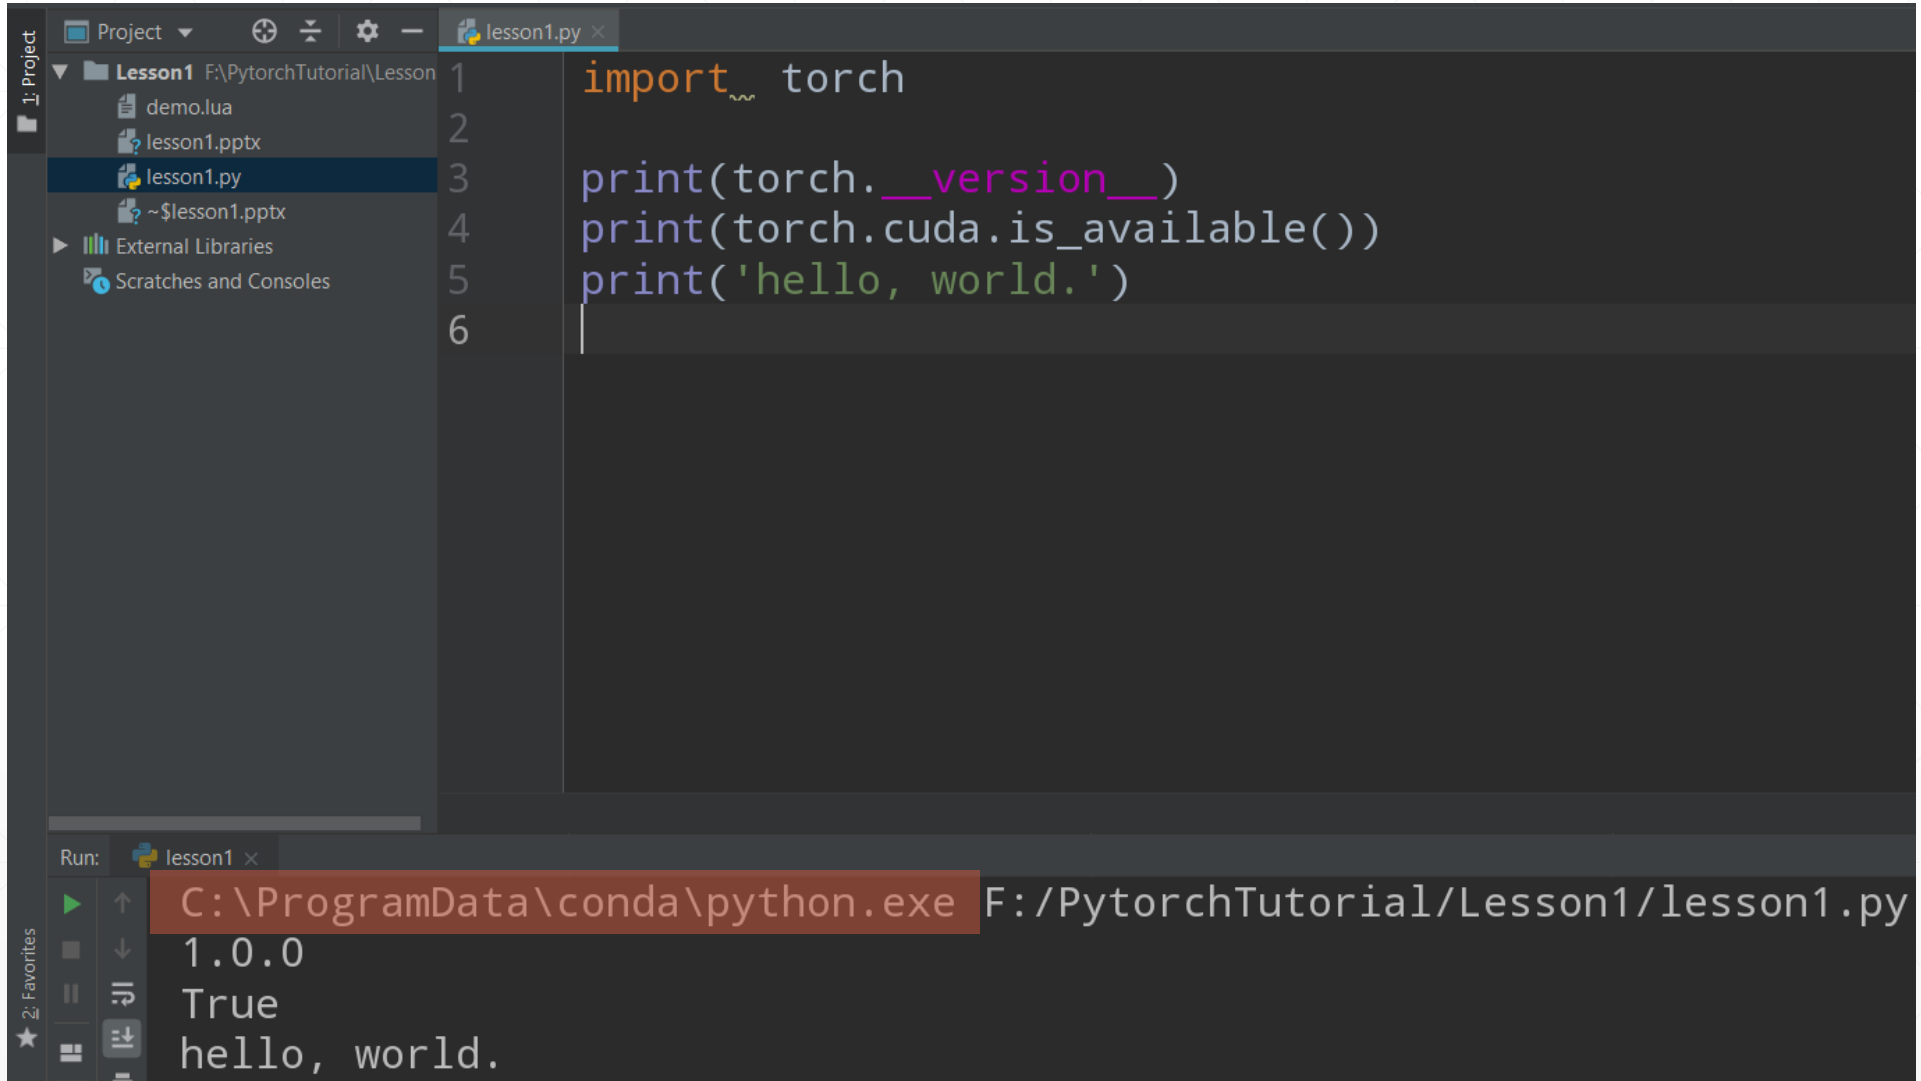 1: Project
Project
Lesson1 F:\PytorchTutorial\Lesson
demo.lua
lesson1.pptx
lesson1.py
~$lesson1.pptx
External Libraries
Scratches and Consoles
lesson1.py
1 import  torch
2
3 print(torch.__version__)
4 print(torch.cuda.is_available())
5 print('hello, world.')
6
Run: lesson1
C:\ProgramData\conda\python.exe F:/PytorchTutorial/Lesson1/lesson1.py
1.0.0
True
hello, world.
2: Favorites